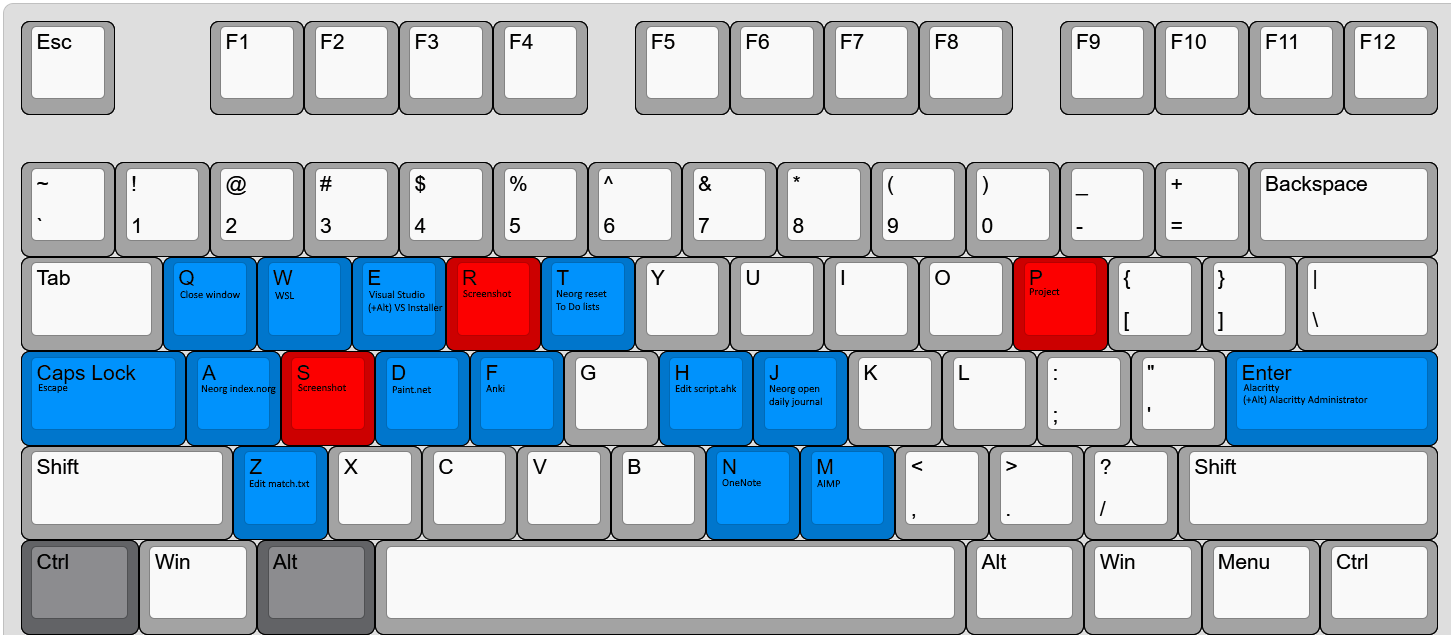 Esc F1 F2 F3 F4 F5 F6 F7 F8 F9 F10 F11 F12
~ ! @ # $ % ^ & * ( ) _ + Backspace
` 1 2 3 4 5 6 7 8 9 0 - =
Tab Q W E R T Y U I O P { } |
Close window WSL Visual Studio Screenshot Neorg reset Project
(+Alt) VS Installer To Do lists
[ ] \
Caps Lock A S D F G H J K L : " Enter
Escape Neorg index.norg Screenshot Paint.net Anki Edit script.ahk Neorg open Alacritty
daily journal (+Alt) Alacritty Administrator
; '
Shift Z X C V B N M < > ? Shift
Edit match.txt OneNote AIMP
, . /
Ctrl Win Alt Alt Win Menu Ctrl